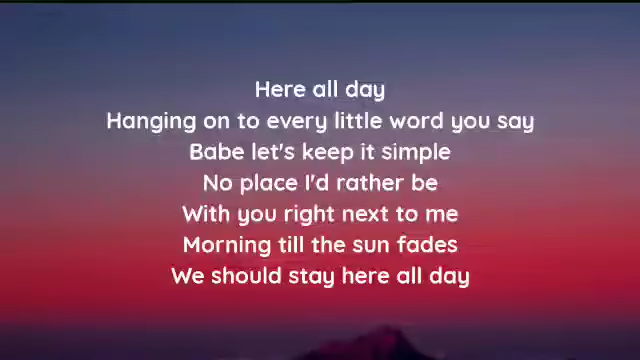 Here all day
Hanging on to every little word you say
Babe let's keep it simple
No place I'd rather be
With you right next to me
Morning till the sun fades
We should stay here all day